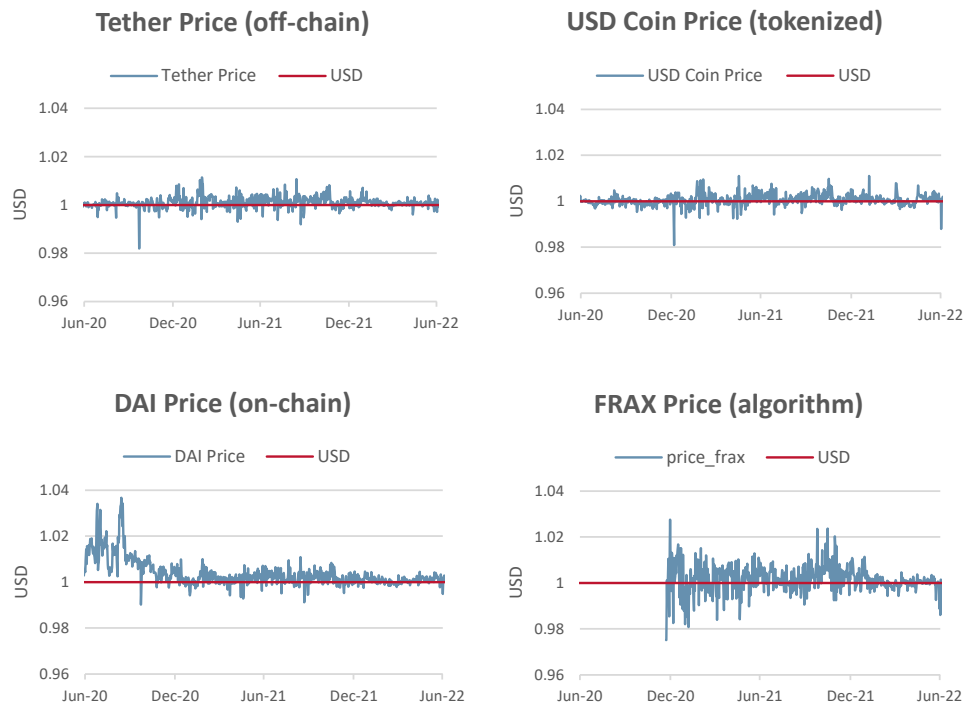 Tether Price (off-chain)
Tether Price USD
1.04
1.02
1
0.98
0.96
USD
Jun-20 Dec-20 Jun-21 Dec-21 Jun-22
USD Coin Price (tokenized)
USD Coin Price USD
1.04
1.02
1
0.98
0.96
USD
Jun-20 Dec-20 Jun-21 Dec-21 Jun-22
DAI Price (on-chain)
DAI Price USD
1.04
1.02
1
0.98
0.96
USD
Jun-20 Dec-20 Jun-21 Dec-21 Jun-22
FRAX Price (algorithm)
price_frax USD
1.04
1.02
1
0.98
0.96
USD
Jun-20 Dec-20 Jun-21 Dec-21 Jun-22